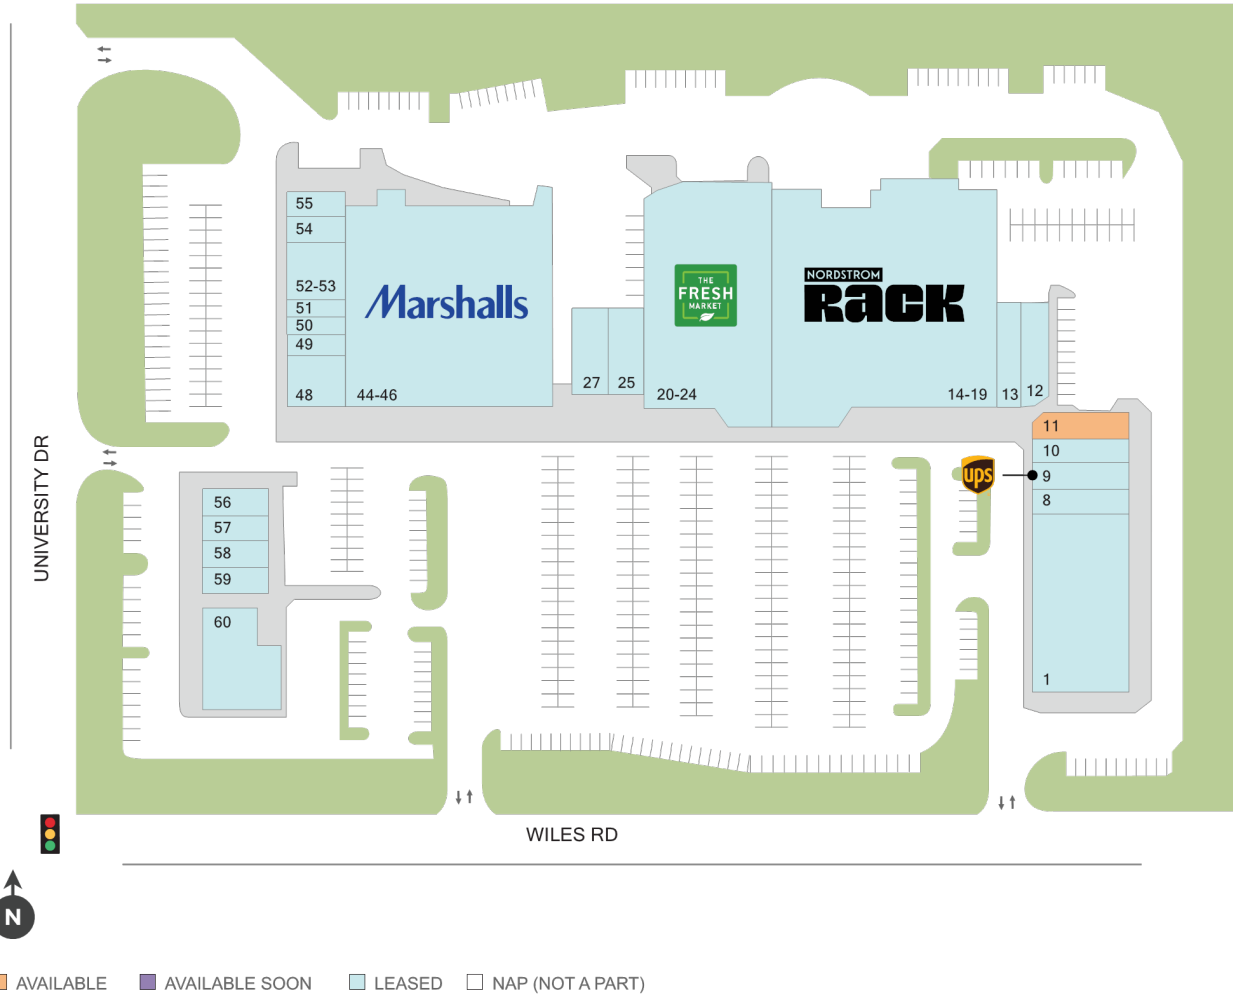 55
54
52-53
51
50
49
48
Marshalls
44-46
27
25
THE
FRESH
MARKET
20-24
NORDSTROM
RACK
14-19
13
12
11
10
ups
9
8
1
56
57
58
59
60
UNIVERSITY DR
WILES RD
N
AVAILABLE
AVAILABLE SOON
LEASED
NAP (NOT A PART)